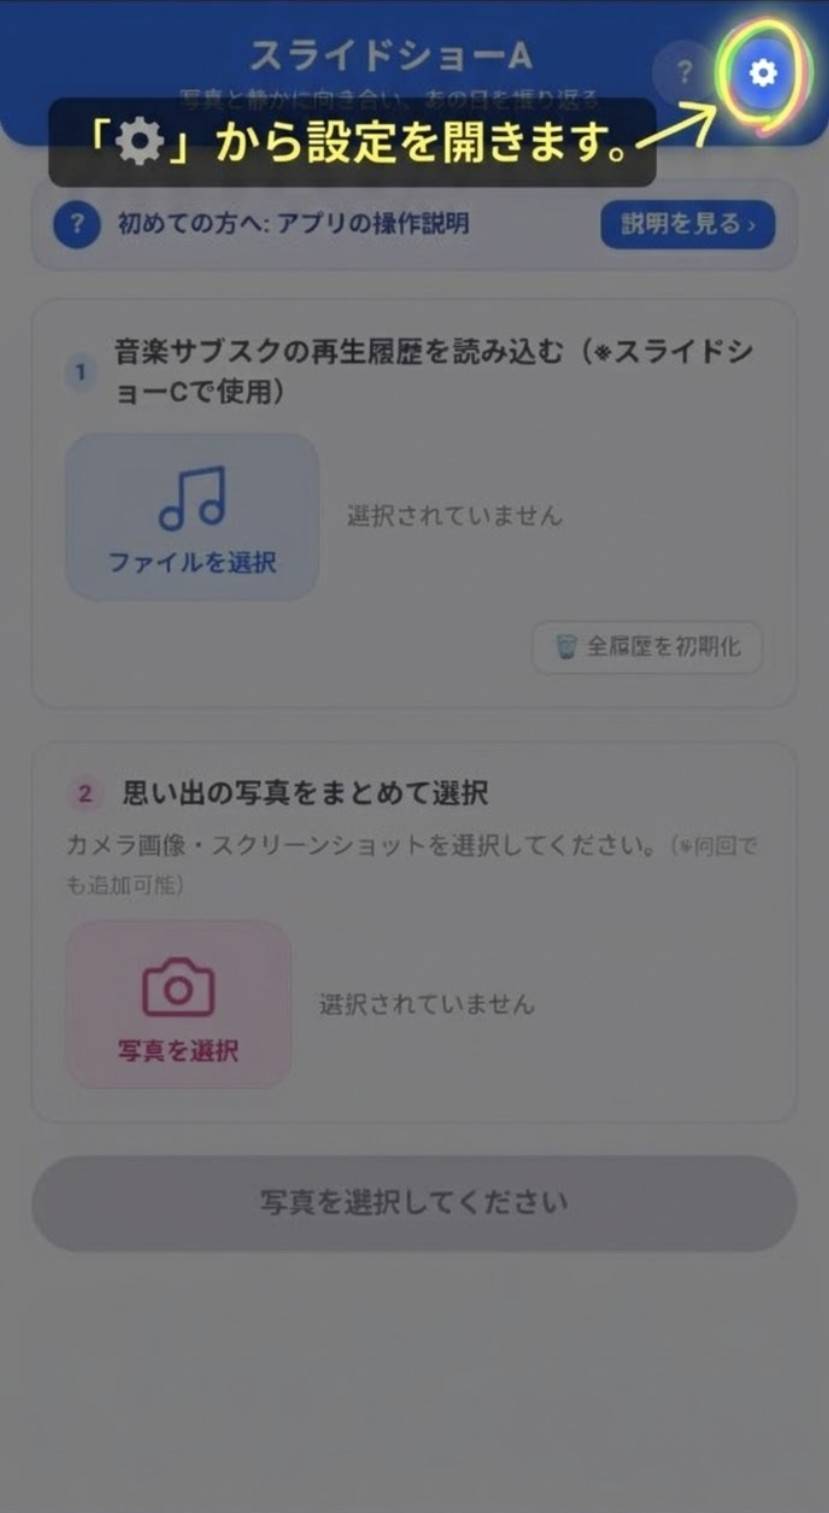 スライドショーA
?
写真と静かに向き合い、あの日を振り返る
「⚙」から設定を開きます。
? 初めての方へ: アプリの操作説明 説明を見る ›
1 音楽サブスクの再生履歴を読み込む（※スライドシ
ョーCで使用）
ファイルを選択
選択されていません
全履歴を初期化
2 思い出の写真をまとめて選択
カメラ画像・スクリーンショットを選択してください。（※何回で
も追加可能）
写真を選択
選択されていません
写真を選択してください